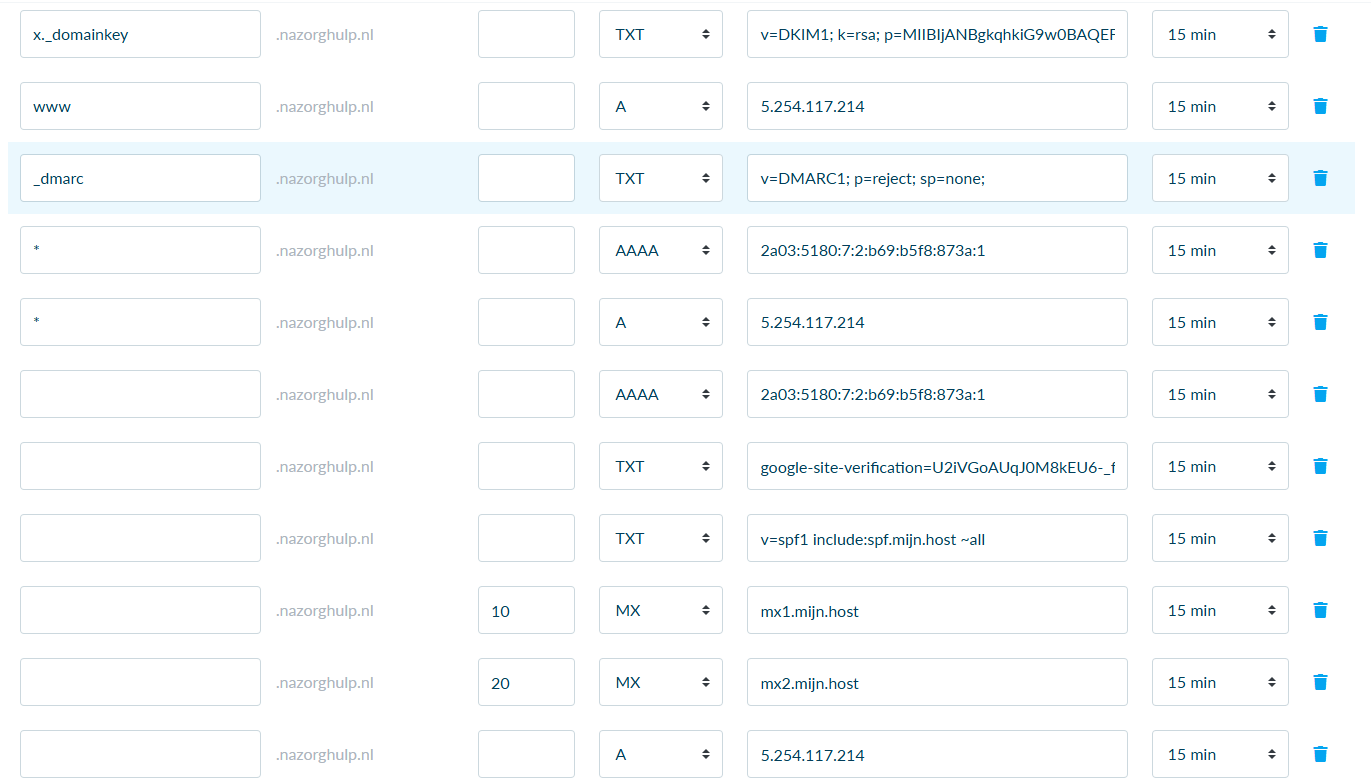 x._domainkey .nazorghulp.nl TXT v=DKIM1; k=rsa; p=MIIBIjANBgkqhkiG9w0BAQEF 15 min
www .nazorghulp.nl A 5.254.117.214 15 min
_dmarc .nazorghulp.nl TXT v=DMARC1; p=reject; sp=none; 15 min
* .nazorghulp.nl AAAA 2a03:5180:7:2:b69:b5f8:873a:1 15 min
* .nazorghulp.nl A 5.254.117.214 15 min
.nazorghulp.nl AAAA 2a03:5180:7:2:b69:b5f8:873a:1 15 min
.nazorghulp.nl TXT google-site-verification=U2iVGoAUqJ0M8kEU6-_f 15 min
.nazorghulp.nl TXT v=spf1 include:spf.mijn.host ~all 15 min
.nazorghulp.nl 10 MX mx1.mijn.host 15 min
.nazorghulp.nl 20 MX mx2.mijn.host 15 min
.nazorghulp.nl A 5.254.117.214 15 min